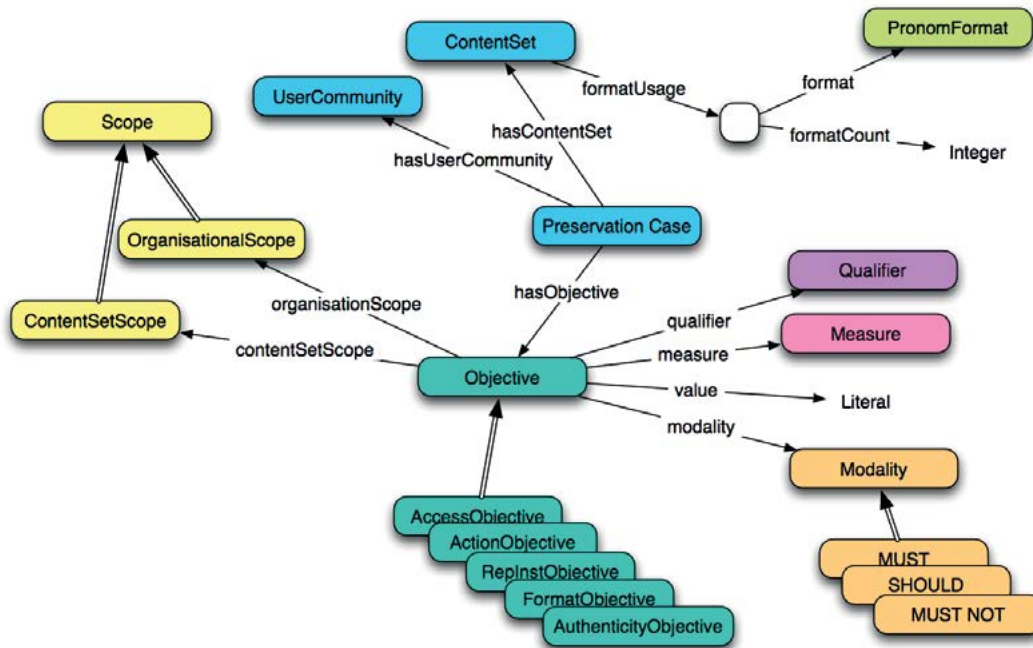 ContentSet
PronomFormat
formatUsage
format
UserCommunity
Scope
hasContentSet
formatCount
Integer
hasUserCommunity
Preservation Case
OrganisationalScope
Qualifier
hasObjective
organisationScope
ContentSetScope
qualifier
Measure
contentSetScope
measure
Objective
value
Literal
modality
Modality
AccessObjective
ActionObjective
RepInstObjective
FormatObjective
AuthenticityObjective
MUST
SHOULD
MUST NOT